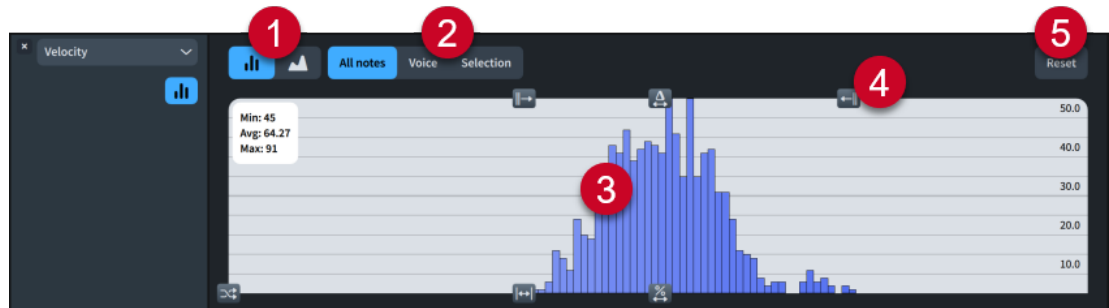 1
2
5
Velocity
All notes Voice Selection
Reset
4
Min: 45
Avg: 64.27
Max: 91
50.0
40.0
3
30.0
20.0
10.0
Δ
%